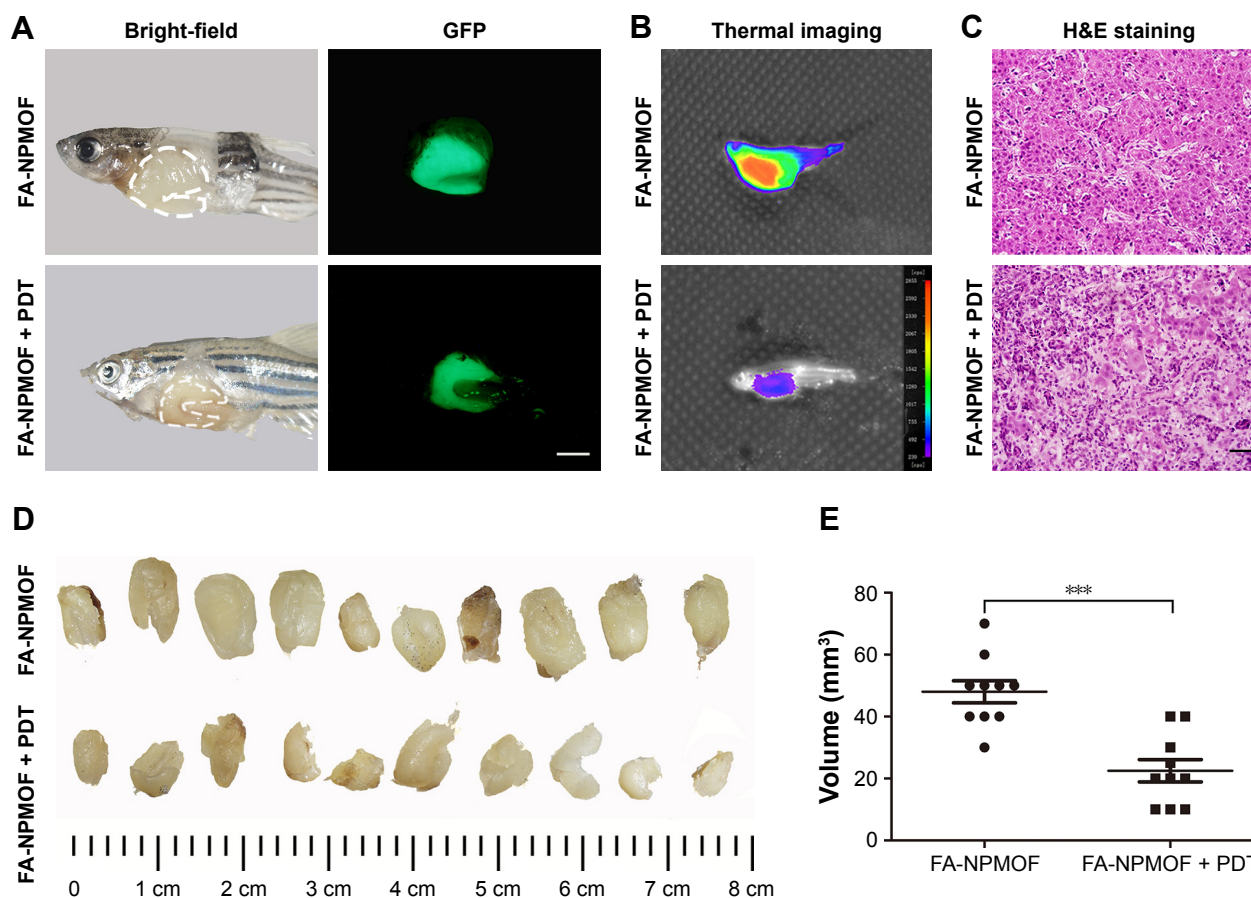 A
Bright-field
GFP
B
Thermal imaging
C
H&E staining
FA-NPMOF
FA-NPMOF
FA-NPMOF
FA-NPMOF + PDT
FA-NPMOF + PDT
FA-NPMOF + PDT
D
FA-NPMOF
FA-NPMOF + PDT
0 1 cm 2 cm 3 cm 4 cm 5 cm 6 cm 7 cm 8 cm
E
***
Volume (mm³)
80
60
40
20
0
FA-NPMOF
FA-NPMOF + PDT